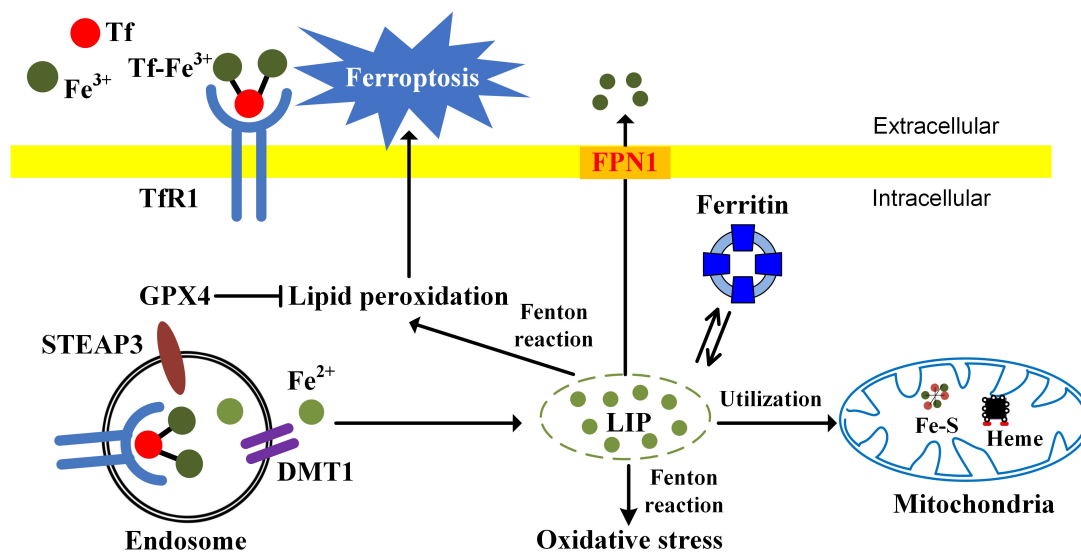 Tf
Fe³⁺
Tf-Fe³⁺
Ferroptosis
Extracellular
FPN1
TfR1
Intracellular
Ferritin
GPX4
Lipid peroxidation
Fenton
reaction
STEAP3
Fe²⁺
LIP
Utilization
Fe-S
Heme
DMT1
Fenton
reaction
Mitochondria
Endosome
Oxidative stress